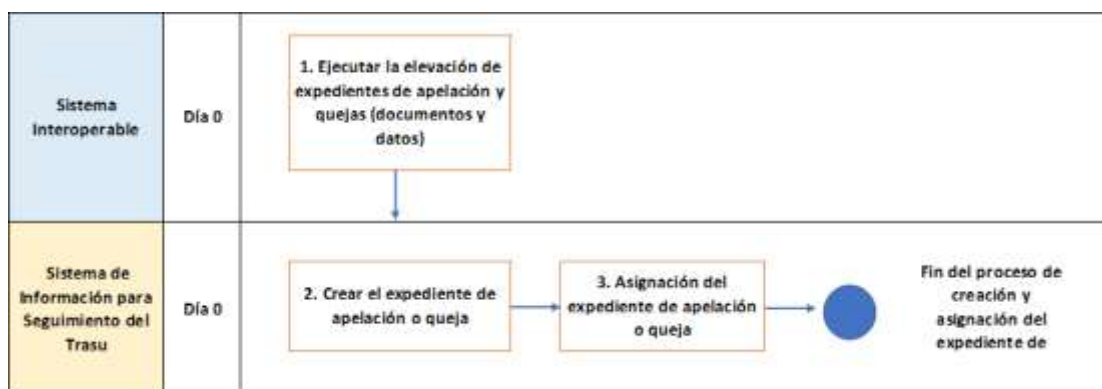 Sistema
Interoperable
Día 0
1. Ejecutar la elevación de
expedientes de apelación y
quejas (documentos y
datos)
Sistema de
Información para
Seguimiento del
Trasu
Día 0
2. Crear el expediente de
apelación o queja
3. Asignación del
expediente de apelación
o queja
Fin del proceso de
creación y
asignación del
expediente de